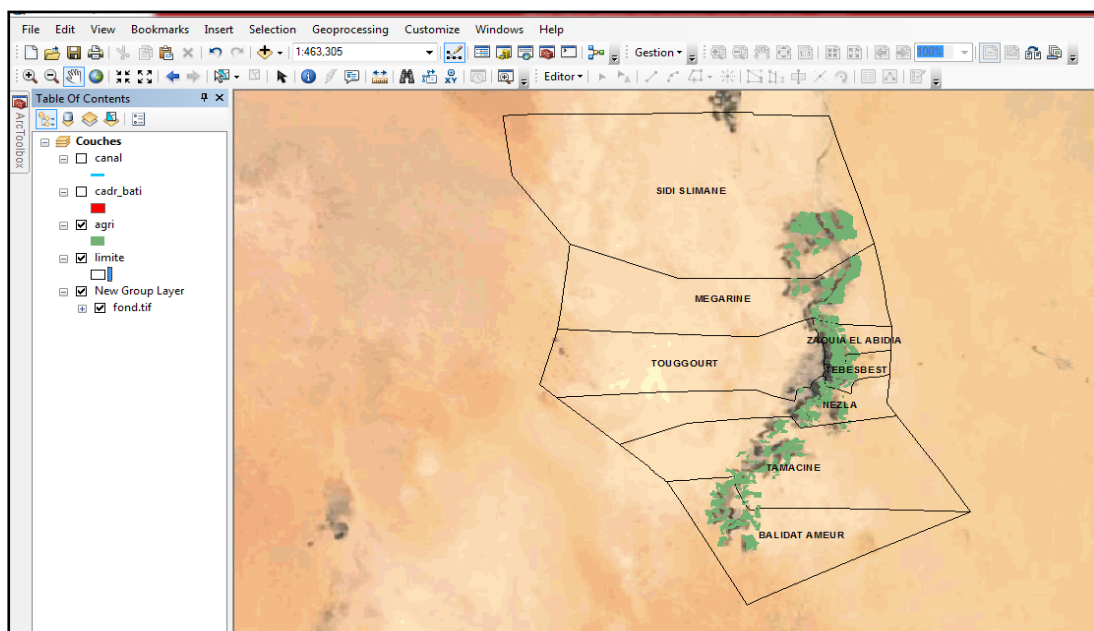 File Edit View Bookmarks Insert Selection Geoprocessing Customize Windows Help
1:463,305 Gestion 100%
Editor
Table Of Contents
ArcToolbox
Couches
canal
cadr_bati
agri
limite
New Group Layer
fond.tif
SIDI SLIMANE
MEGARINE
ZAOUIA EL ABIDIA
TOUGGOURT
TEBESBEST
NEZLA
TAMACINE
BALIDAT AMEUR